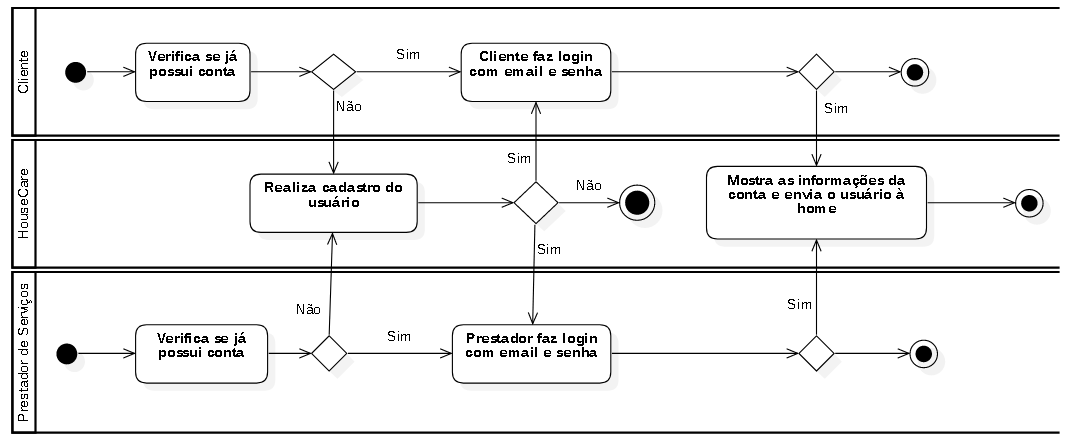 Cliente
Verifica se já
possui conta
Sim
Não
Cliente faz login
com email e senha
Sim
HouseCare
Realiza cadastro do
usuário
Sim
Não
Sim
Mostra as informações da
conta e envia o usuário à
home
Prestador de Serviços
Verifica se já
possui conta
Não
Sim
Prestador faz login
com email e senha
Sim